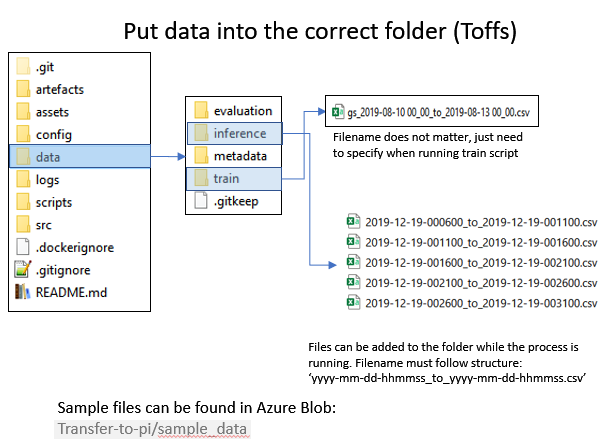 Put data into the correct folder (Toffs)
.git
artefacts
assets
config
data
logs
scripts
src
.dockerignore
.gitignore
README.md
evaluation
inference
metadata
train
.gitkeep
gs_2019-08-10 00_00_to_2019-08-13 00_00.csv
Filename does not matter, just need
to specify when running train script
2019-12-19-000600_to_2019-12-19-001100.csv
2019-12-19-001100_to_2019-12-19-001600.csv
2019-12-19-001600_to_2019-12-19-002100.csv
2019-12-19-002100_to_2019-12-19-002600.csv
2019-12-19-002600_to_2019-12-19-003100.csv
Files can be added to the folder while the process is
running. Filename must follow structure:
‘yyyy-mm-dd-hhmmss_to_yyyy-mm-dd-hhmmss.csv’
Sample files can be found in Azure Blob:
Transfer-to-pi/sample_data